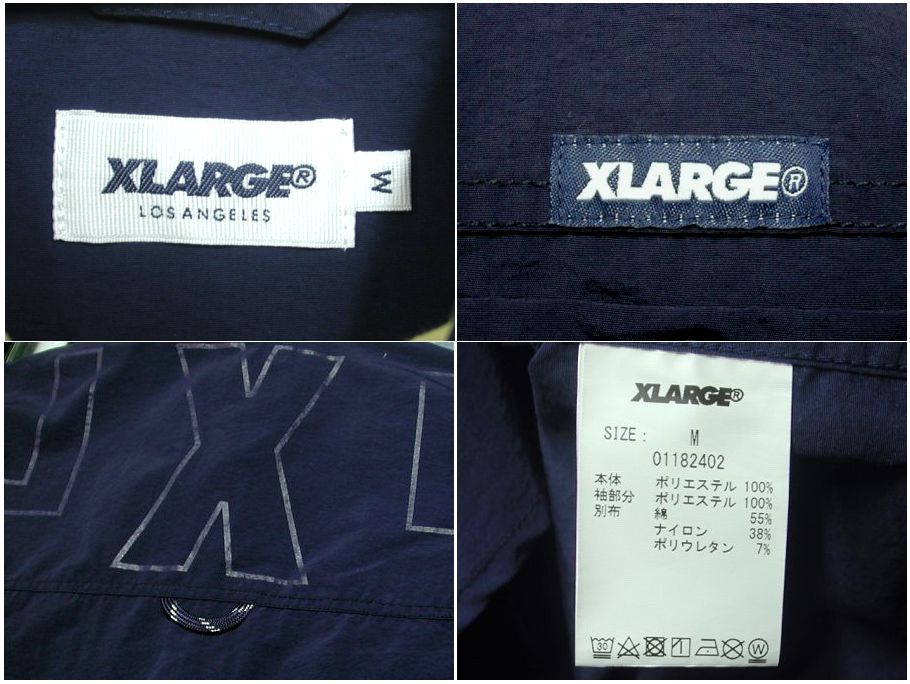 XLARGE®
LOS ANGELES
M
XLARGE®
X
XLARGE®
SIZE : M
01182402
本体 ポリエステル 100%
袖部分 ポリエステル 100%
別布 綿 55%
ナイロン 38%
ポリウレタン 7%
30
W